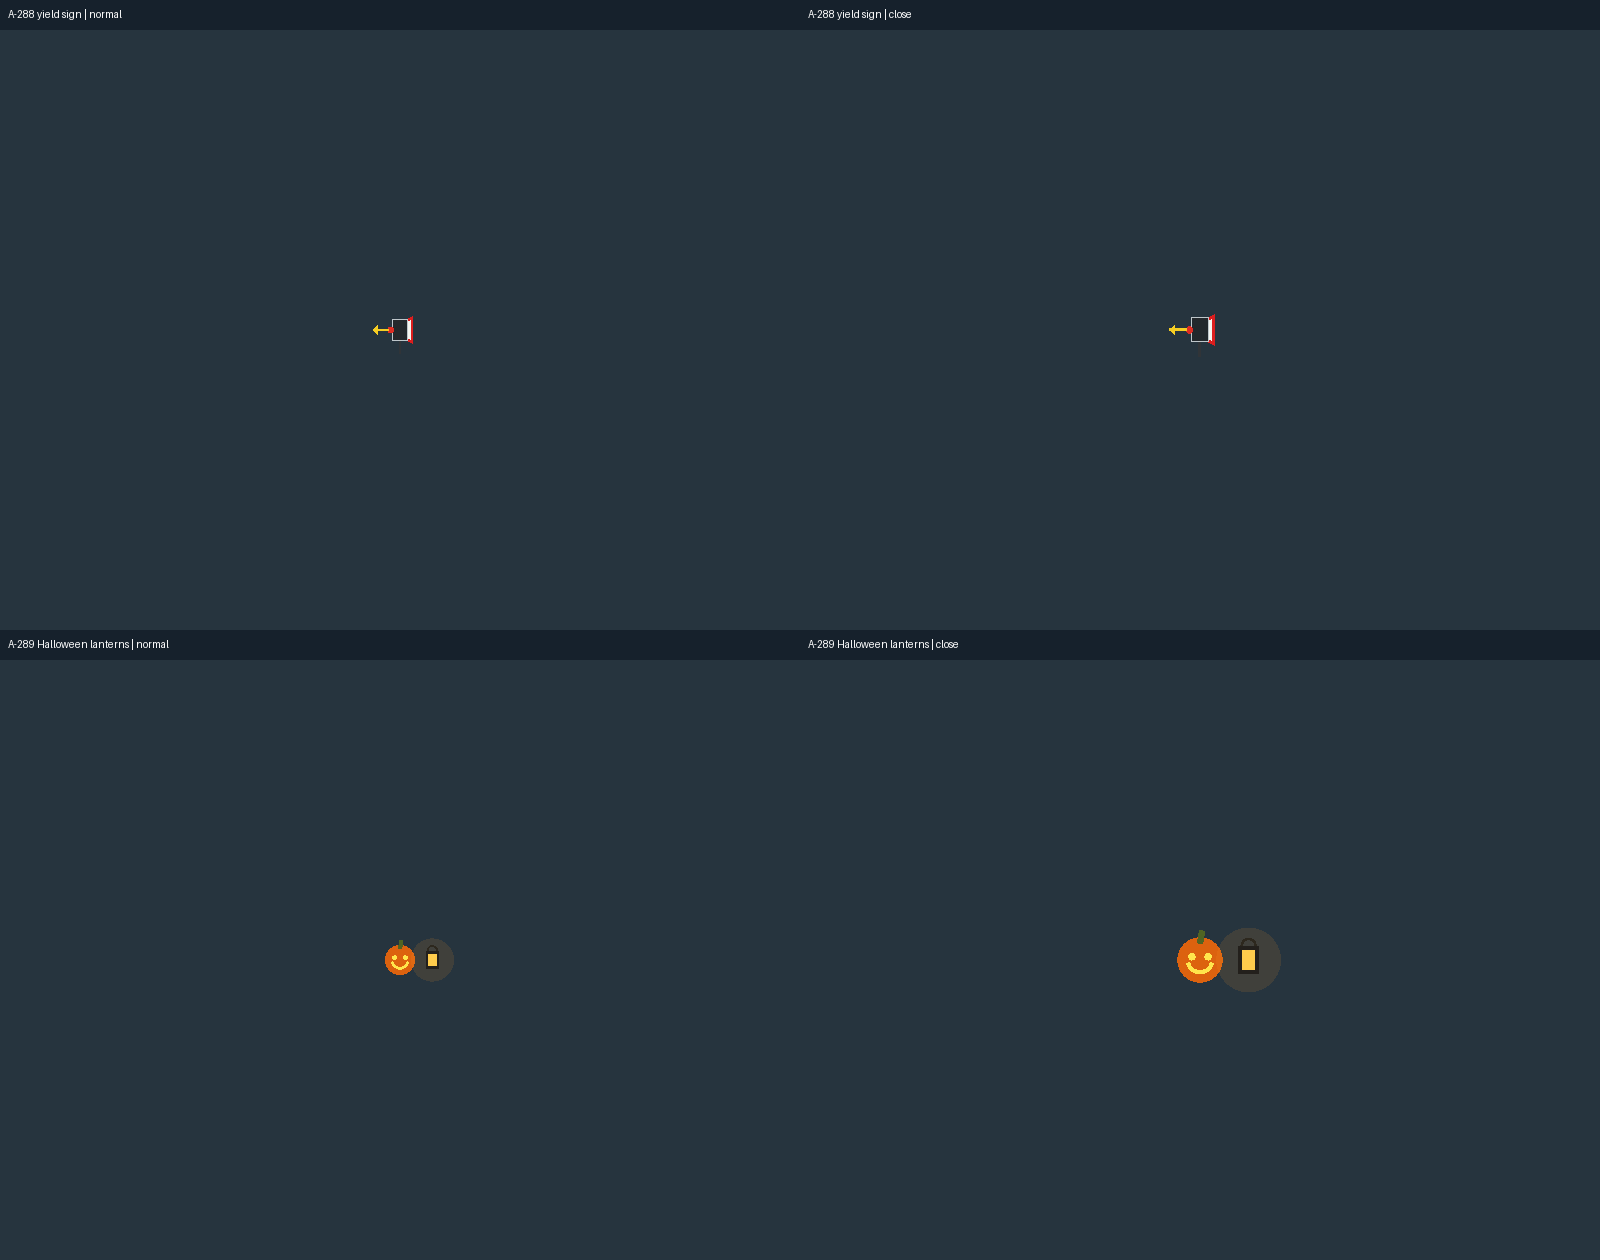 A-288 yield sign | normal
A-288 yield sign | close
A-289 Halloween lanterns | normal
A-289 Halloween lanterns | close